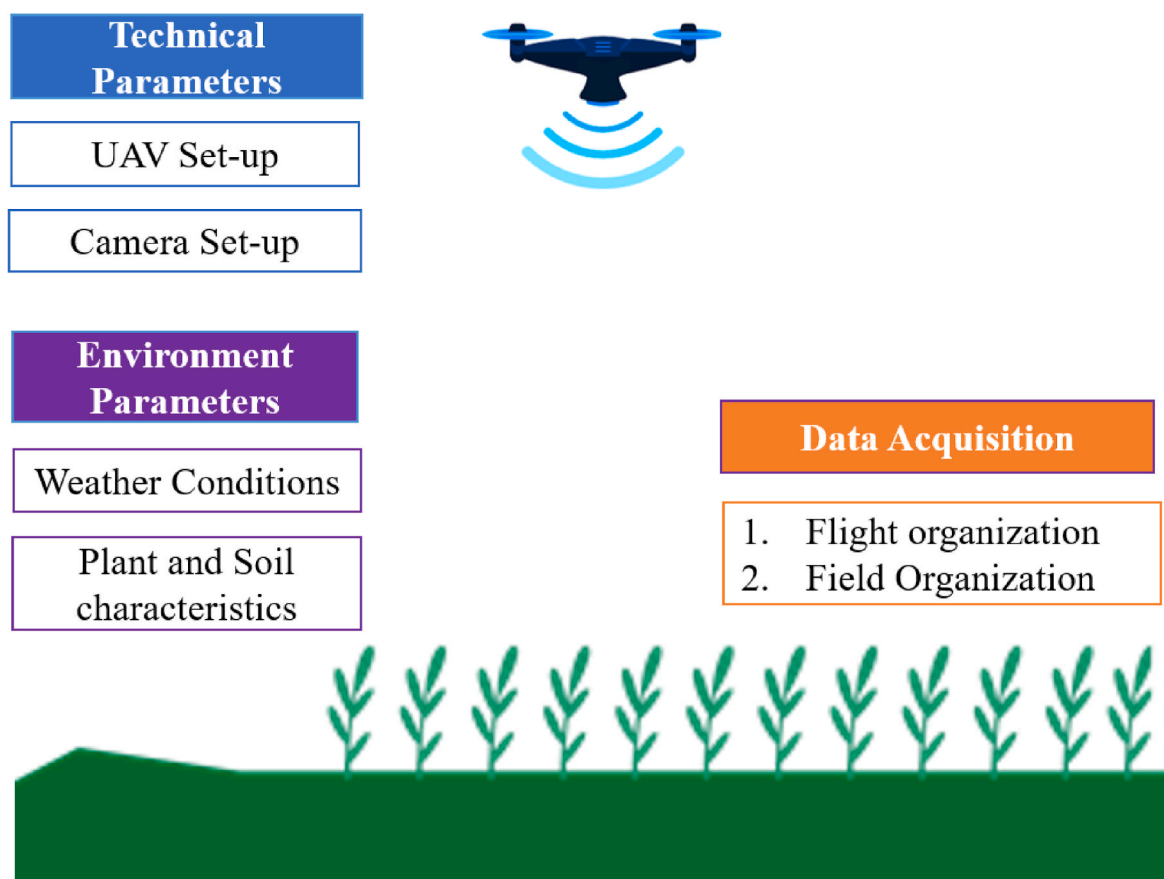 Technical
Parameters
UAV Set-up
Camera Set-up
Environment
Parameters
Weather Conditions
Plant and Soil
characteristics
Data Acquisition
1. Flight organization
2. Field Organization